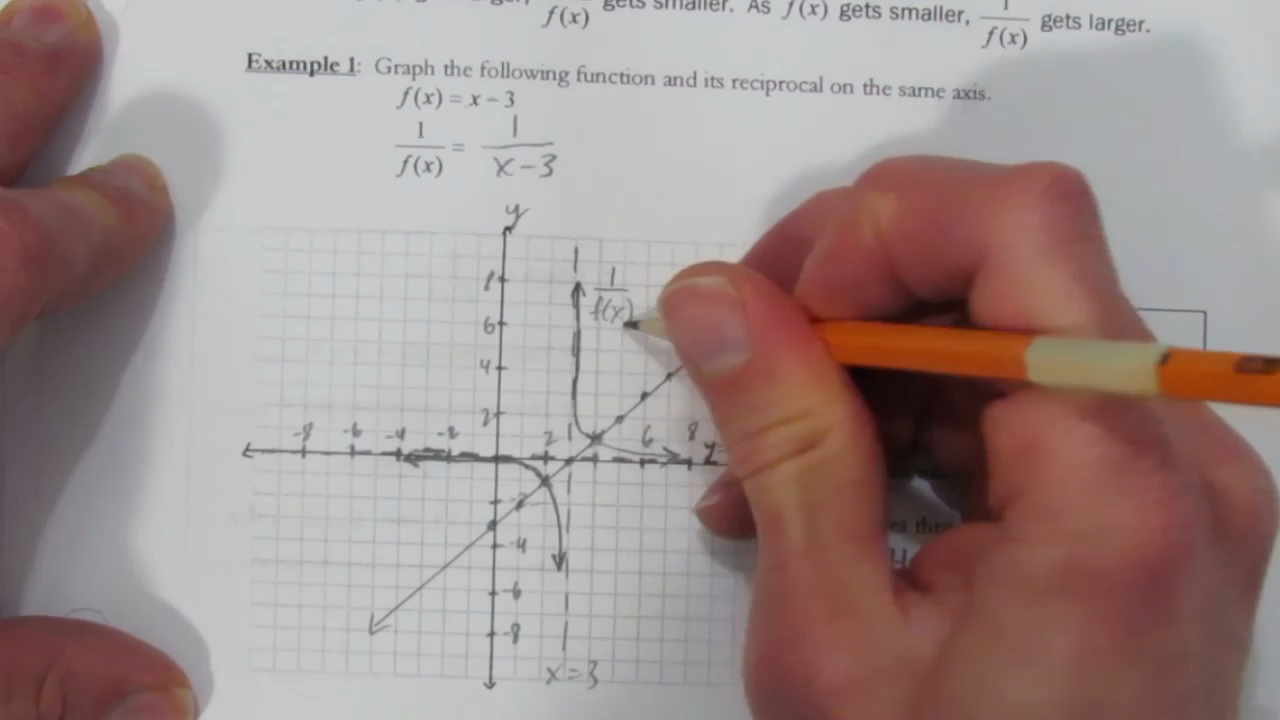 f(x) gets smaller. As f(x) gets smaller, 1/f(x) gets larger.
Example 1: Graph the following function and its reciprocal on the same axis.
f(x) = x - 3
1/f(x) = 1/(x-3)
y
1/f(x)
6
4
2
-8 -6 -4 -2 2 6 8
-4
-6
-8
x=3